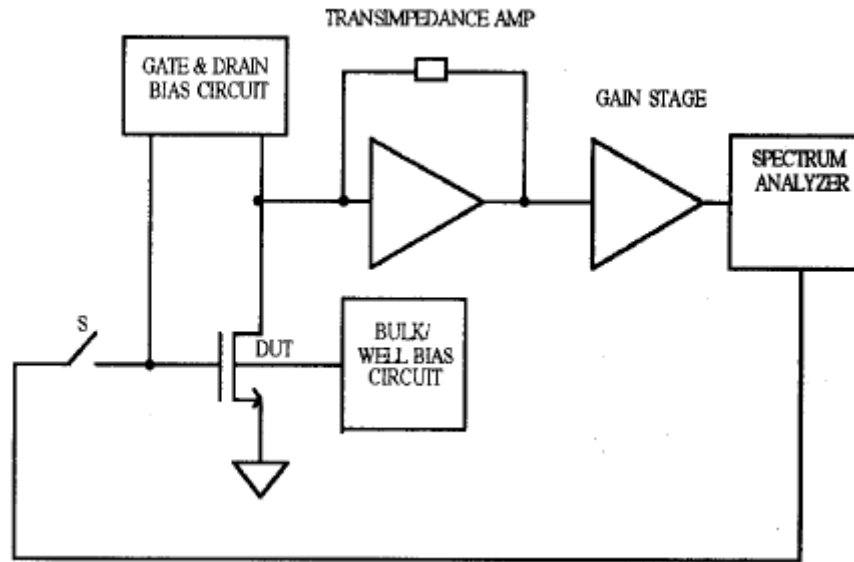 TRANSIMPEDANCE AMP
GATE & DRAIN
BIAS CIRCUIT
GAIN STAGE
SPECTRUM
ANALYZER
S
DUT
BULK/
WELL BIAS
CIRCUIT